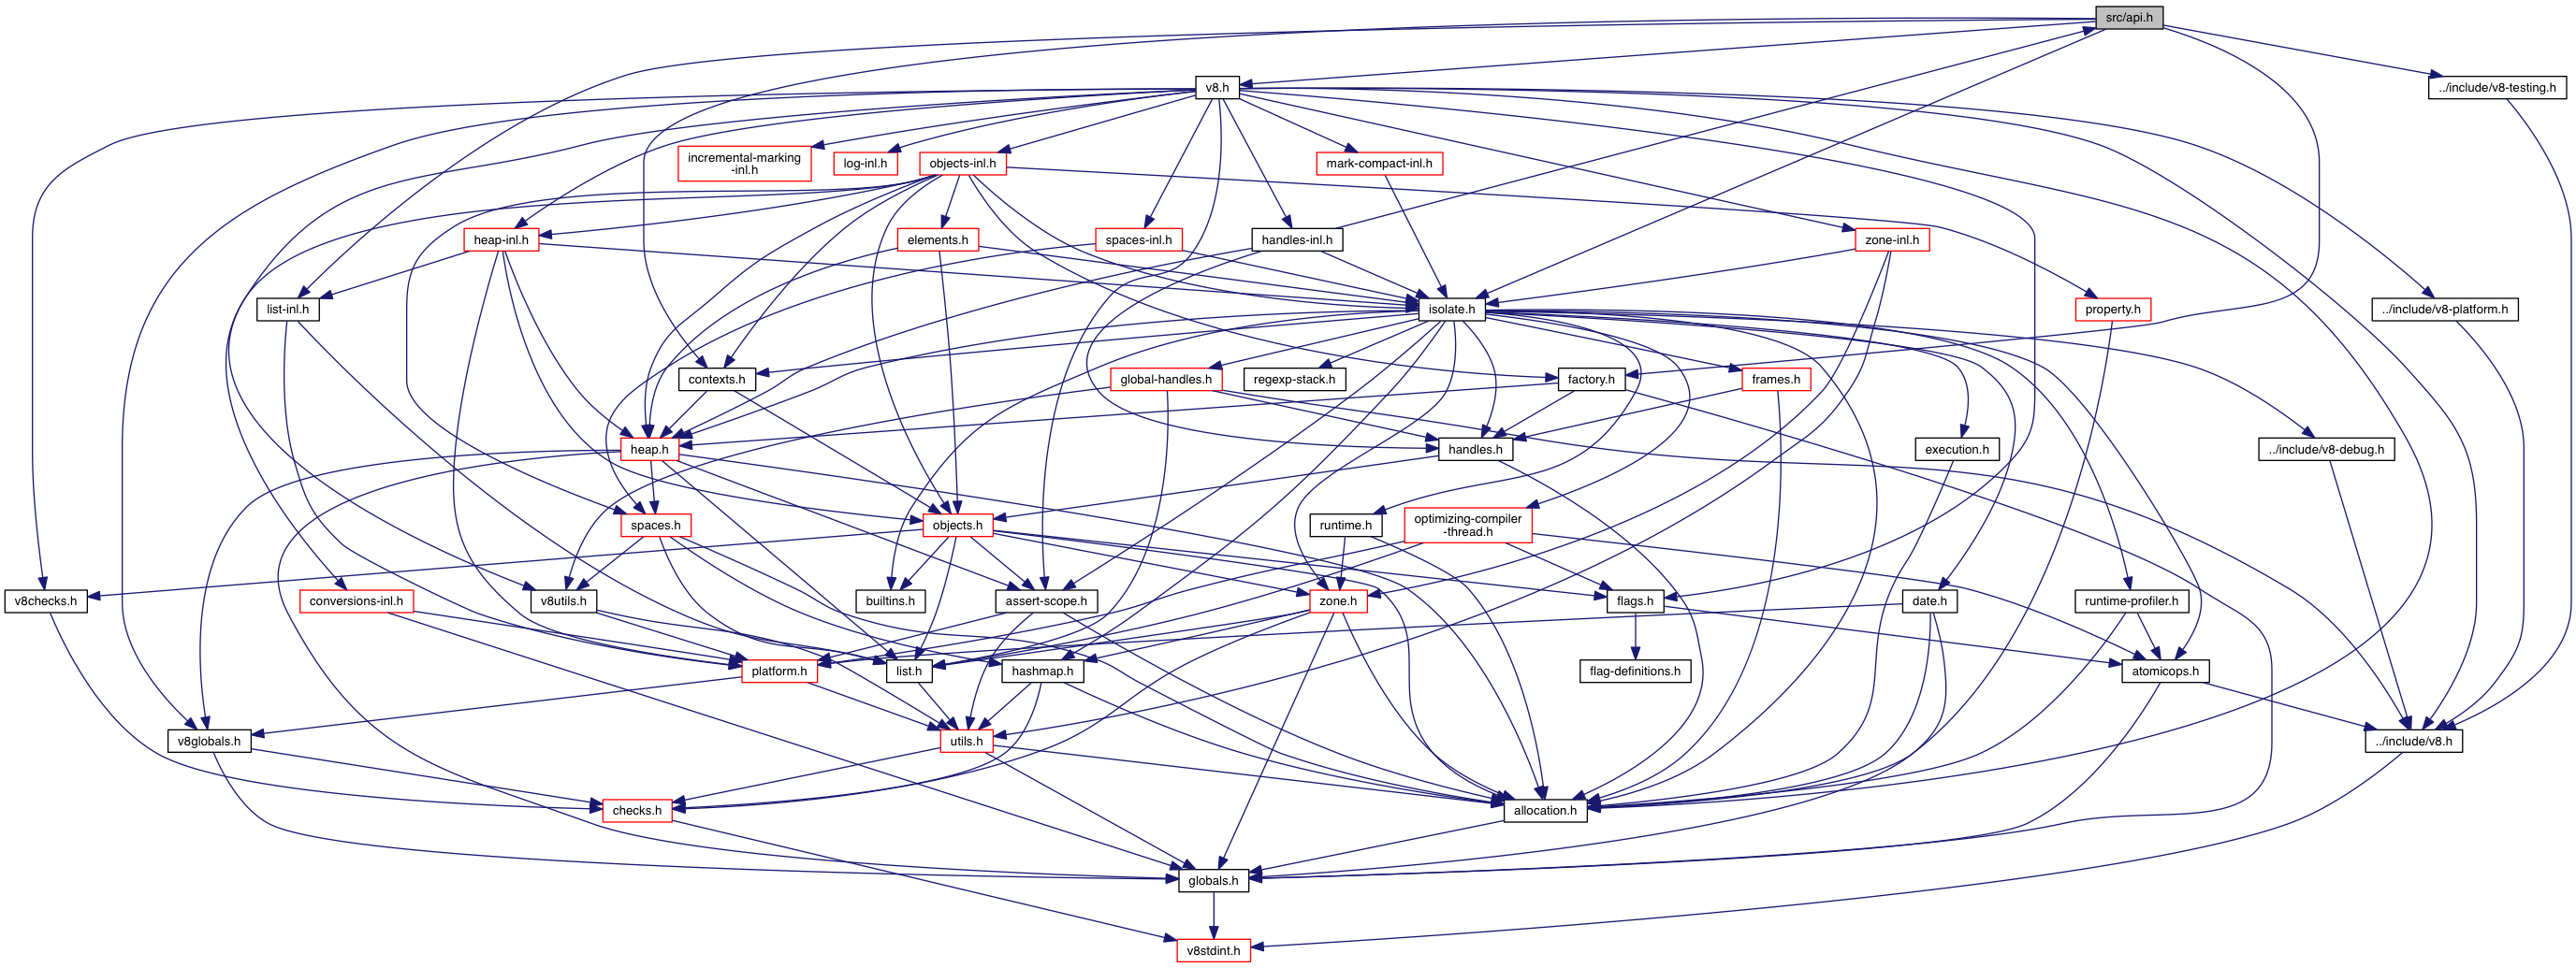 src/api.h
v8.h
../include/v8-testing.h
incremental-marking
-inl.h
log-inl.h
objects-inl.h
mark-compact-inl.h
heap-inl.h
elements.h
spaces-inl.h
handles-inl.h
zone-inl.h
list-inl.h
isolate.h
property.h
../include/v8-platform.h
contexts.h
global-handles.h
regexp-stack.h
factory.h
frames.h
heap.h
handles.h
execution.h
../include/v8-debug.h
spaces.h
objects.h
runtime.h
optimizing-compiler
-thread.h
v8checks.h
conversions-inl.h
v8utils.h
builtins.h
assert-scope.h
zone.h
flags.h
date.h
runtime-profiler.h
platform.h
list.h
hashmap.h
flag-definitions.h
atomicops.h
v8globals.h
utils.h
../include/v8.h
checks.h
allocation.h
globals.h
v8stdint.h